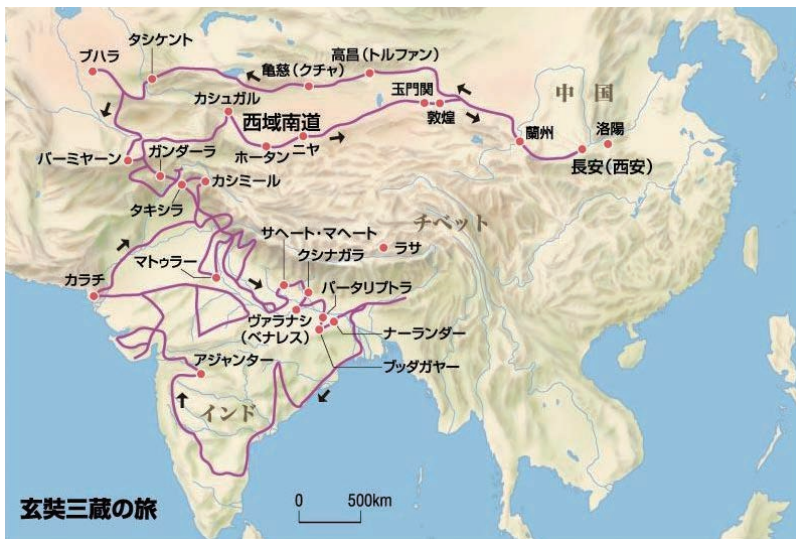 タシケント
ブハラ
高昌(トルファン)
亀慈(クチャ)
玉門関
カシュガル
中国
西域南道
敦煌
蘭州
洛陽
ニヤ
ホータン
長安(西安)
バーミヤーン
ガンダーラ
カシミール
タキシラ
チベット
サヘート・マヘート
ラサ
クシナガラ
マトゥラー
カラチ
パータリプトラ
ヴァラナシ
(ベナレス)
ナーランダー
ブッダガヤー
アジャンター
インド
玄奘三蔵の旅
0 500km